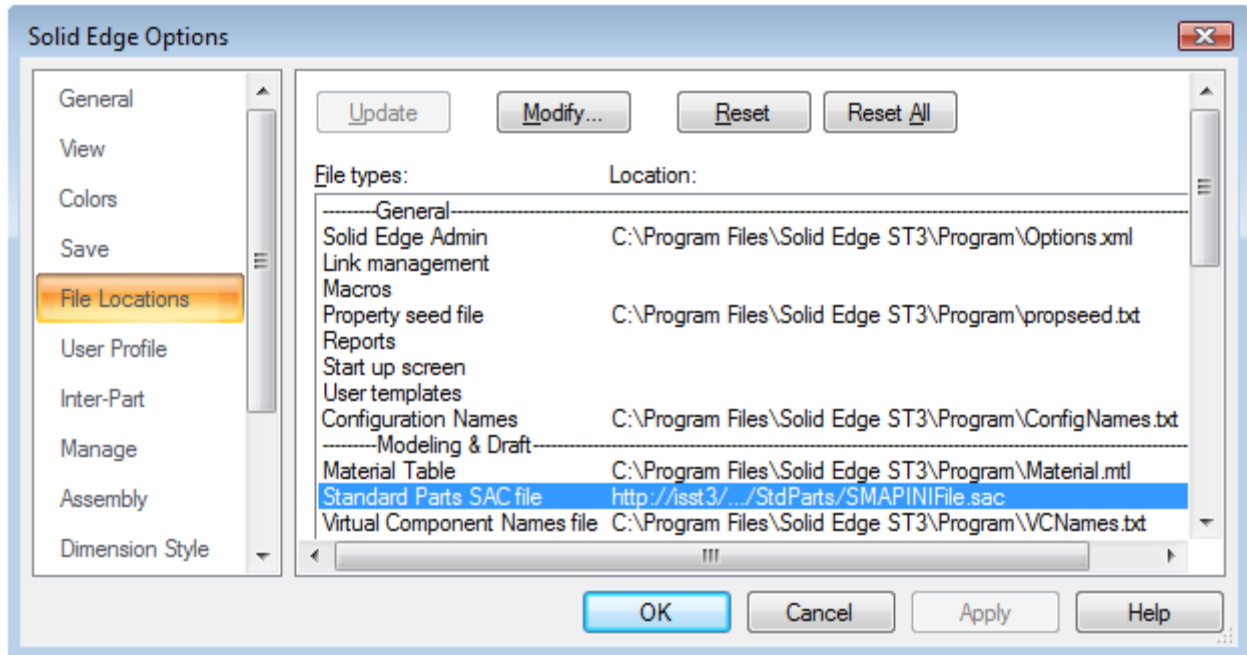 Solid Edge Options
General
View
Colors
Save
File Locations
User Profile
Inter-Part
Manage
Assembly
Dimension Style
Update Modify... Reset Reset All
File types: Location:
---------General---------
Solid Edge Admin C:\Program Files\Solid Edge ST3\Program\Options.xml
Link management
Macros
Property seed file C:\Program Files\Solid Edge ST3\Program\propseed.txt
Reports
Start up screen
User templates
Configuration Names C:\Program Files\Solid Edge ST3\Program\ConfigNames.txt
---------Modeling & Draft---------
Material Table C:\Program Files\Solid Edge ST3\Program\Material.mtl
Standard Parts SAC file http://isst3/.../StdParts/SMAPINIFile.sac
Virtual Component Names file C:\Program Files\Solid Edge ST3\Program\VCNames.txt
OK Cancel Apply Help